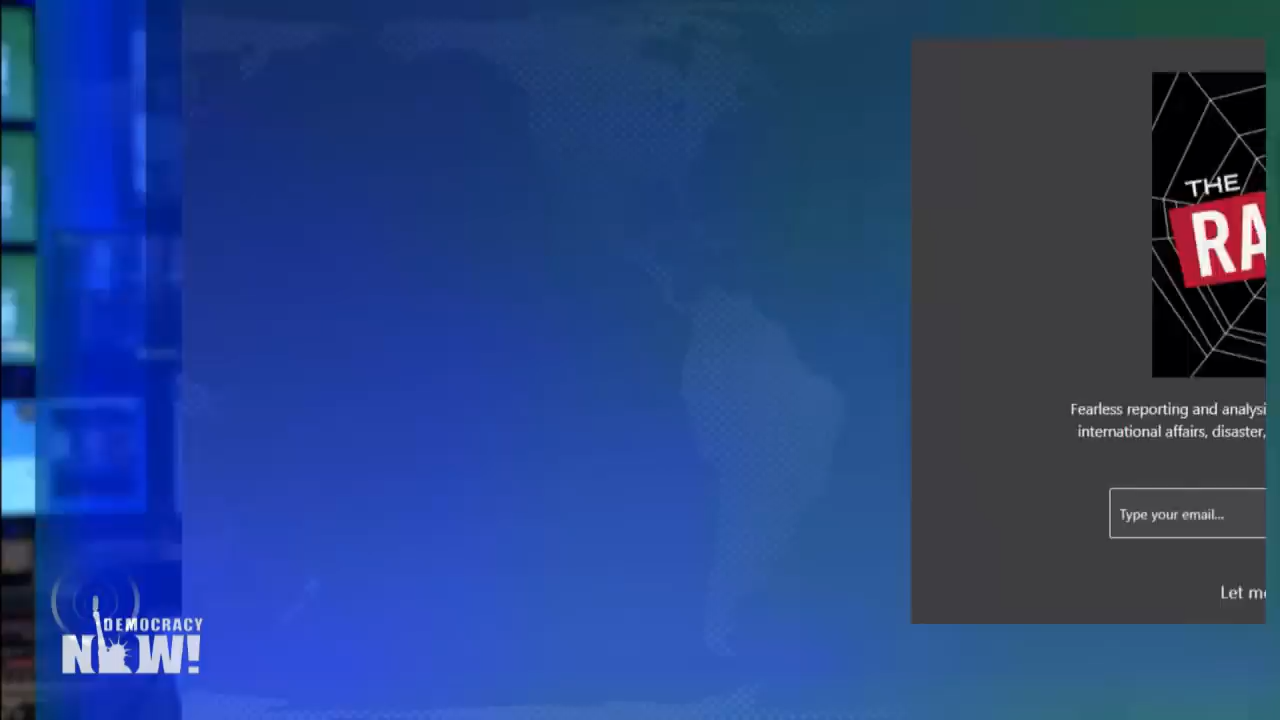 THE
RA
Fearless reporting and analysi
international affairs, disaster,
Type your email...
Let m
DEMOCRACY
NOW!